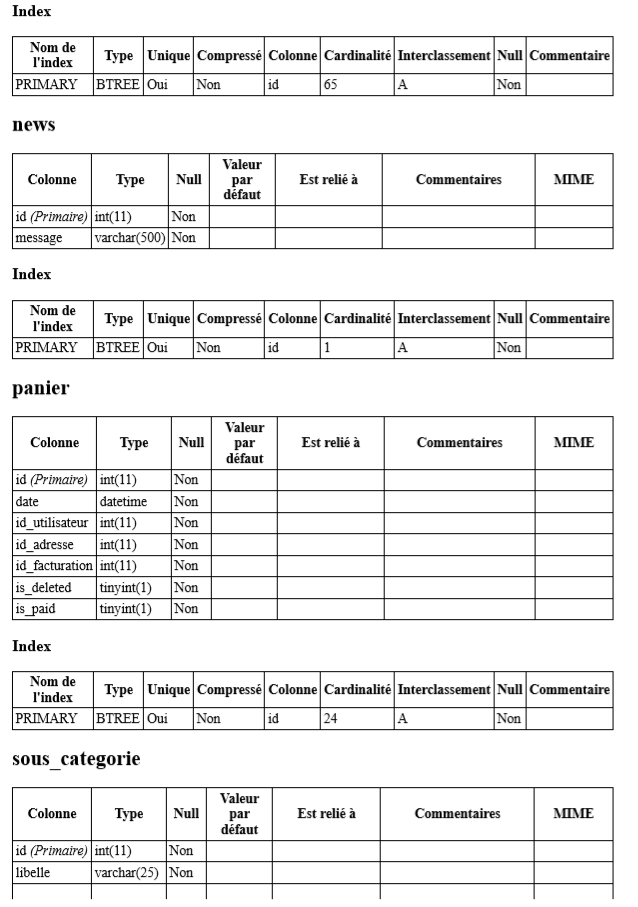 Index
Nom de l'index Type Unique Compressé Colonne Cardinalité Interclassement Null Commentaire
PRIMARY BTREE Oui Non id 65 A Non
news
Colonne Type Null Valeur par défaut Est relié à Commentaires MIME
id (Primaire) int(11) Non
message varchar(500) Non
Index
Nom de l'index Type Unique Compressé Colonne Cardinalité Interclassement Null Commentaire
PRIMARY BTREE Oui Non id 1 A Non
panier
Colonne Type Null Valeur par défaut Est relié à Commentaires MIME
id (Primaire) int(11) Non
date datetime Non
id_utilisateur int(11) Non
id_adresse int(11) Non
id_facturation int(11) Non
is_deleted tinyint(1) Non
is_paid tinyint(1) Non
Index
Nom de l'index Type Unique Compressé Colonne Cardinalité Interclassement Null Commentaire
PRIMARY BTREE Oui Non id 24 A Non
sous_categorie
Colonne Type Null Valeur par défaut Est relié à Commentaires MIME
id (Primaire) int(11) Non
libelle varchar(25) Non